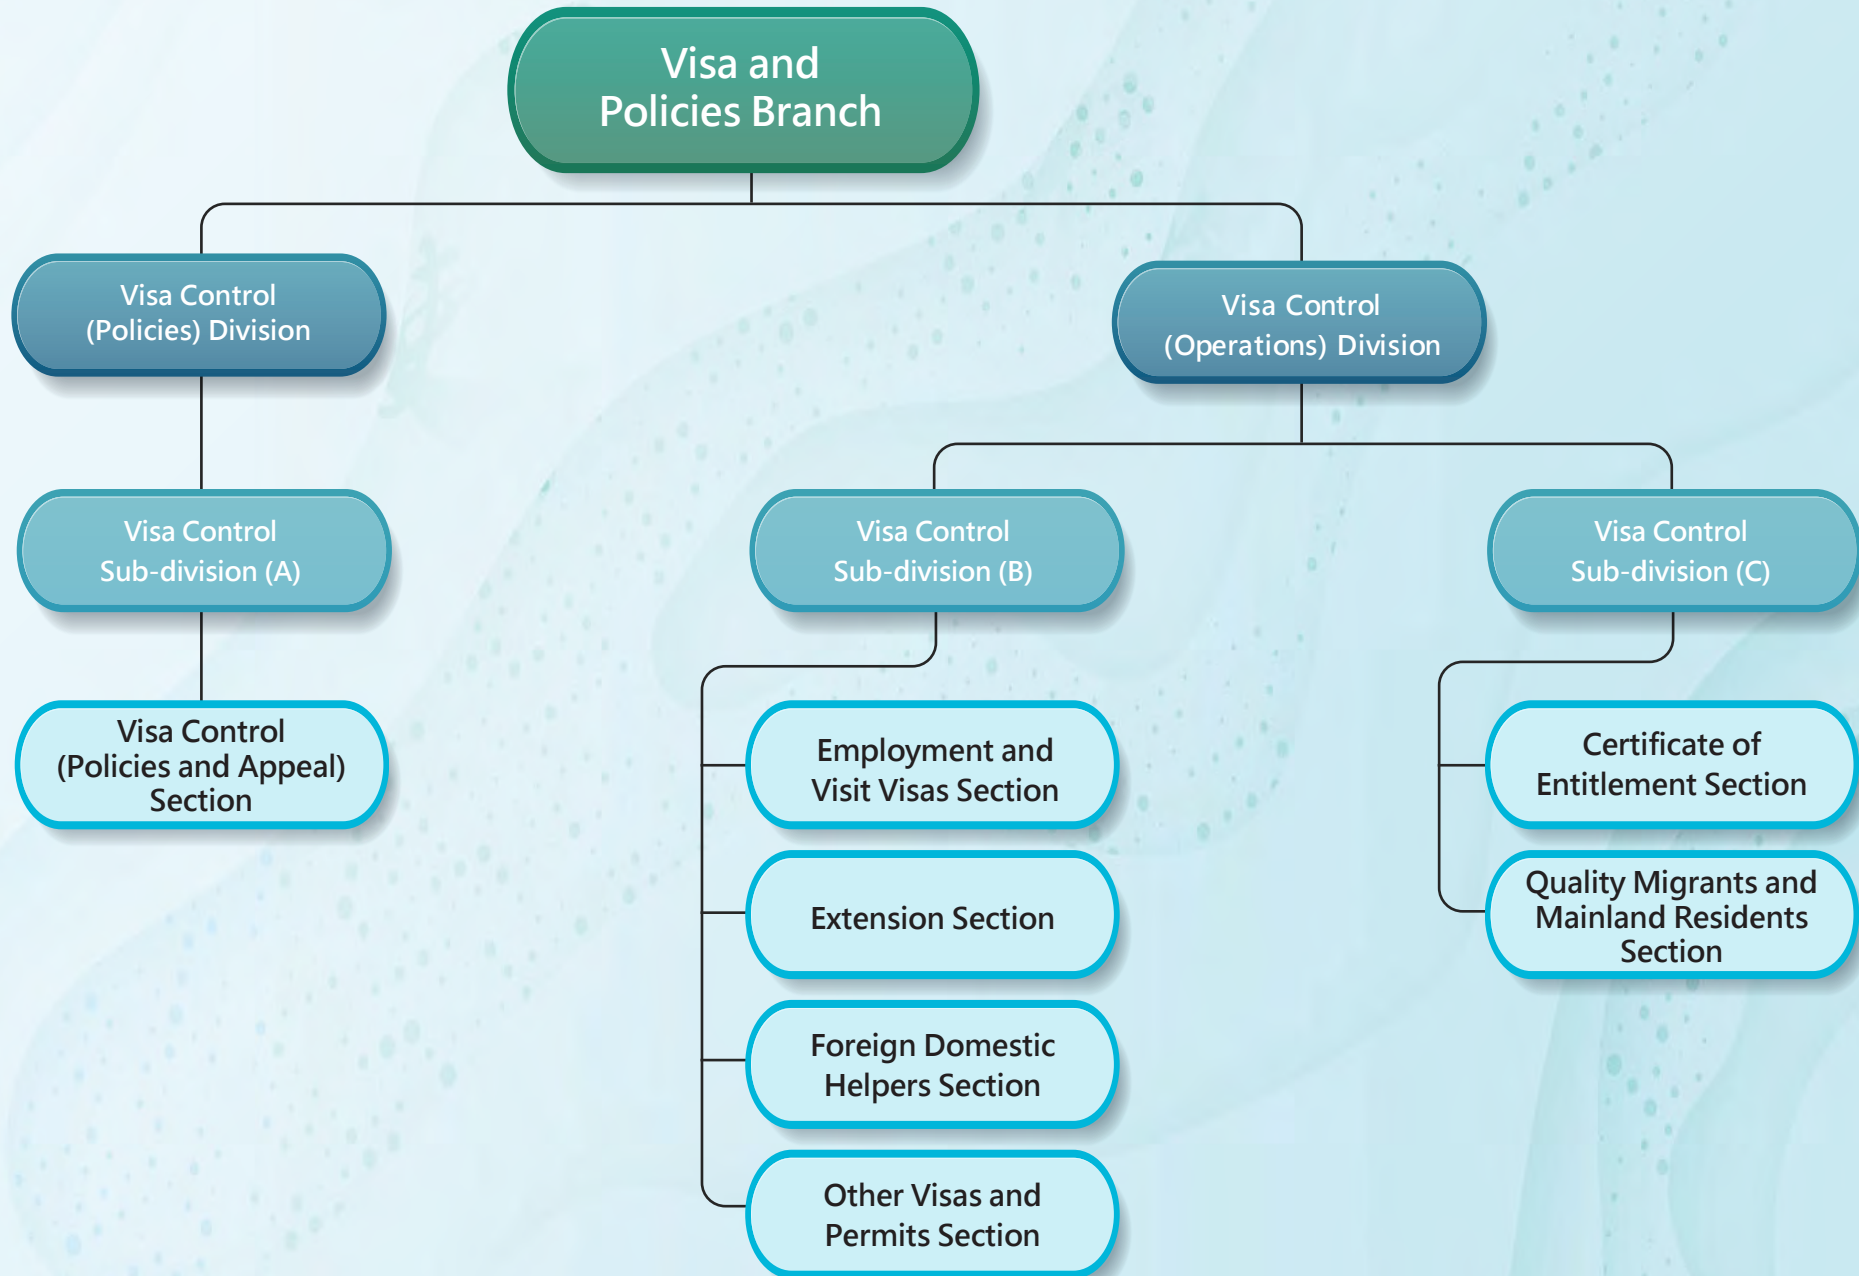 Visa and
Policies Branch
Visa Control
(Policies) Division
Visa Control
(Operations) Division
Visa Control
Sub-division (A)
Visa Control
Sub-division (B)
Visa Control
Sub-division (C)
Visa Control
(Policies and Appeal)
Section
Employment and
Visit Visas Section
Extension Section
Foreign Domestic
Helpers Section
Other Visas and
Permits Section
Certificate of
Entitlement Section
Quality Migrants and
Mainland Residents
Section